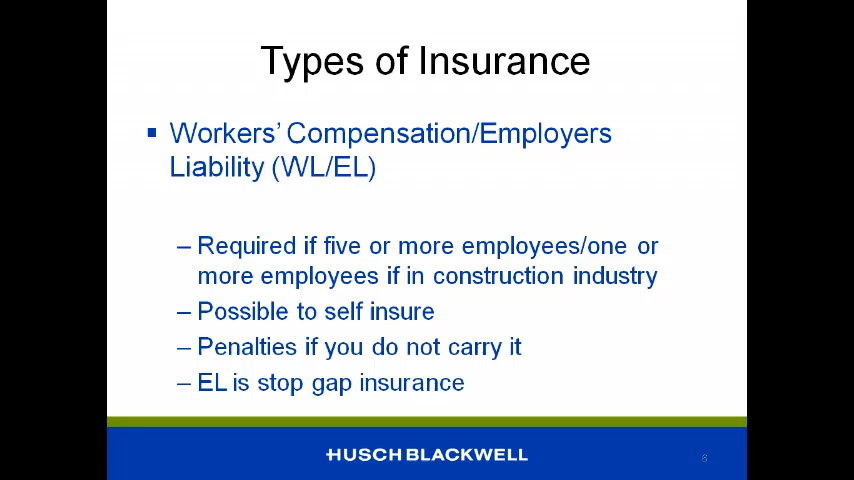 Types of Insurance
▪ Workers' Compensation/Employers
Liability (WL/EL)
– Required if five or more employees/one or
more employees if in construction industry
– Possible to self insure
– Penalties if you do not carry it
– EL is stop gap insurance
HUSCH BLACKWELL
6